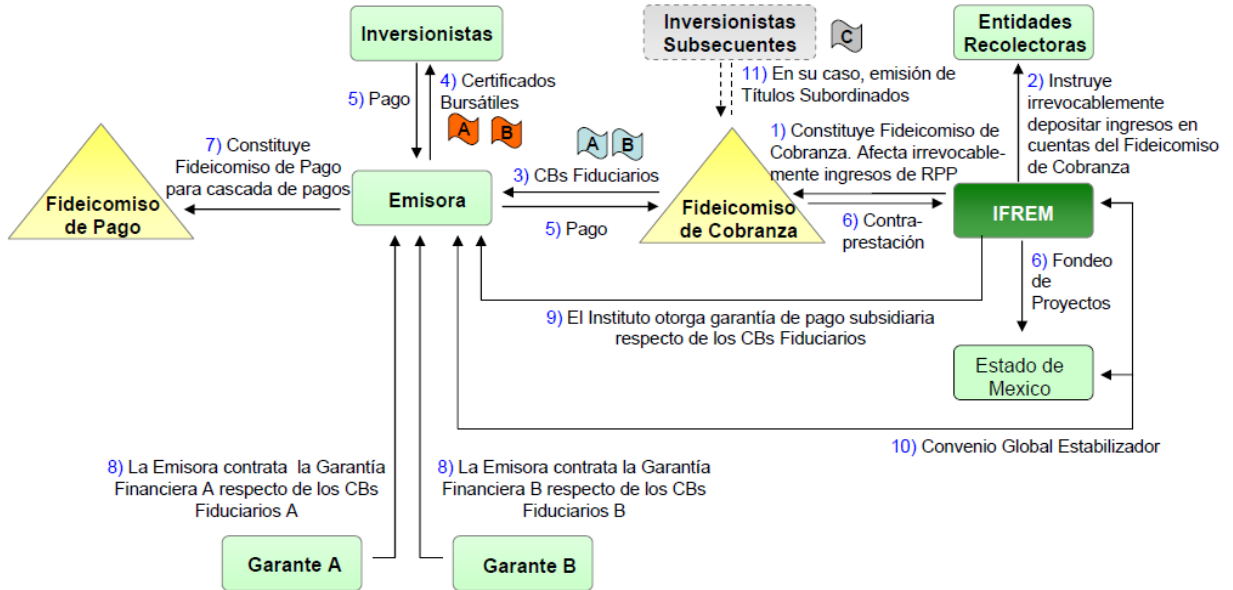 Inversionistas
Inversionistas
Subsecuentes
C
Entidades
Recolectoras
5) Pago
4) Certificados
Bursátiles
A B
11) En su caso, emisión de
Títulos Subordinados
2) Instruye
irrevocablemente
depositar ingresos en
cuentas del Fideicomiso
de Cobranza
7) Constituye
Fideicomiso de Pago
para cascada de pagos
A B
3) CBs Fiduciarios
1) Constituye Fideicomiso de
Cobranza. Afecta irrevocable-
mente ingresos de RPP
Fideicomiso
de Pago
Emisora
5) Pago
Fideicomiso
de Cobranza
6) Contra-
prestación
IFREM
6) Fondeo
de
Proyectos
9) El Instituto otorga garantía de pago subsidiaria
respecto de los CBs Fiduciarios
Estado de
Mexico
10) Convenio Global Estabilizador
8) La Emisora contrata la Garantía
Financiera A respecto de los CBs
Fiduciarios A
8) La Emisora contrata la Garantía
Financiera B respecto de los CBs
Fiduciarios B
Garante A
Garante B